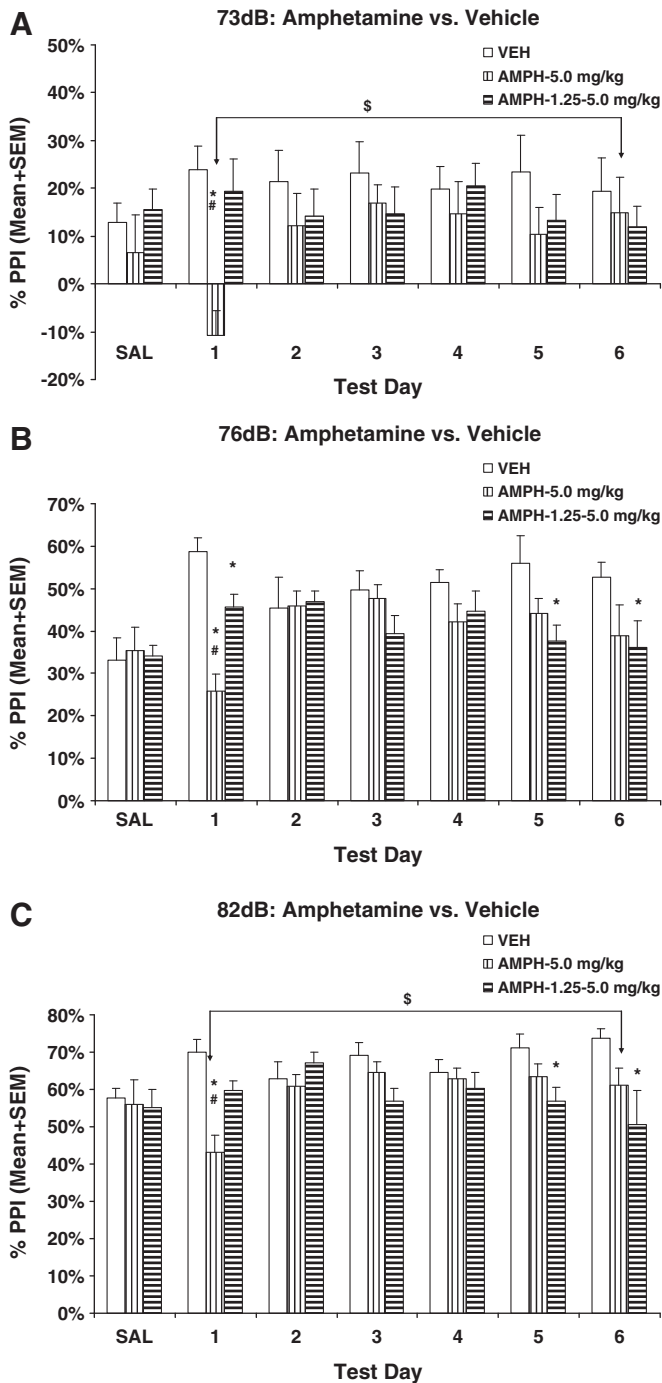 A
73dB: Amphetamine vs. Vehicle
VEH
AMPH-5.0 mg/kg
AMPH-1.25-5.0 mg/kg
% PPI (Mean+SEM)
50%
40%
30%
20%
10%
0%
-10%
-20%
$
*
#
SAL 1 2 3 4 5 6
Test Day
B
76dB: Amphetamine vs. Vehicle
VEH
AMPH-5.0 mg/kg
AMPH-1.25-5.0 mg/kg
% PPI (Mean+SEM)
70%
60%
50%
40%
30%
20%
10%
0%
*
*
#
*
*
SAL 1 2 3 4 5 6
Test Day
C
82dB: Amphetamine vs. Vehicle
VEH
AMPH-5.0 mg/kg
AMPH-1.25-5.0 mg/kg
% PPI (Mean+SEM)
80%
70%
60%
50%
40%
30%
20%
10%
0%
$
*
#
*
*
SAL 1 2 3 4 5 6
Test Day